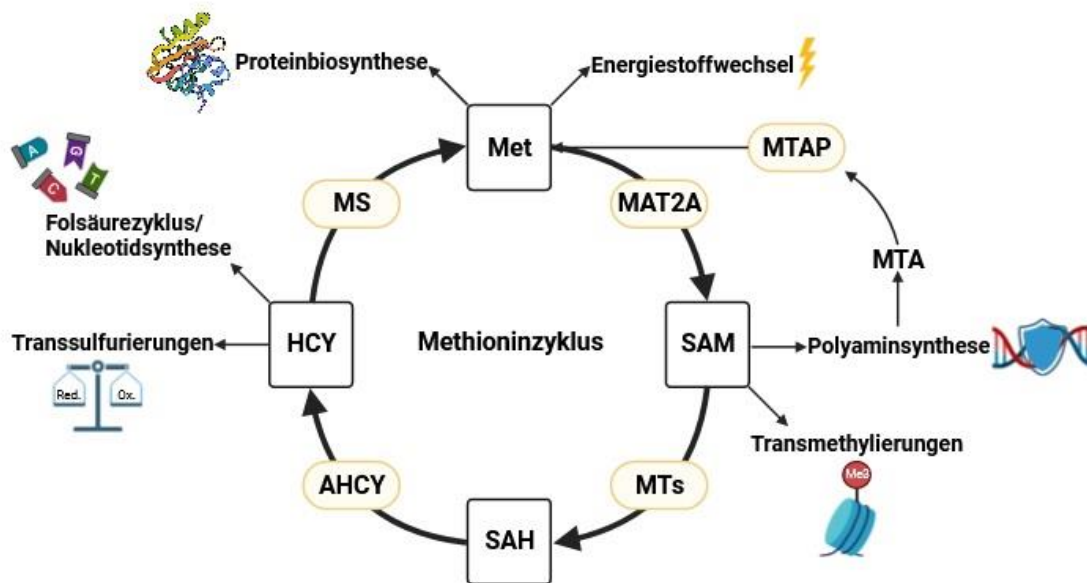 Proteinbiosynthese
Energiestoffwechsel
Met
MTAP
A
G
C
T
MS
MAT2A
Folsäurezyklus/
Nukleotidsynthese
MTA
Transsulfurierungen
HCY
Methioninzyklus
SAM
Polyaminsynthese
Red.
Ox.
Transmethylierungen
Me3
AHCY
MTs
SAH